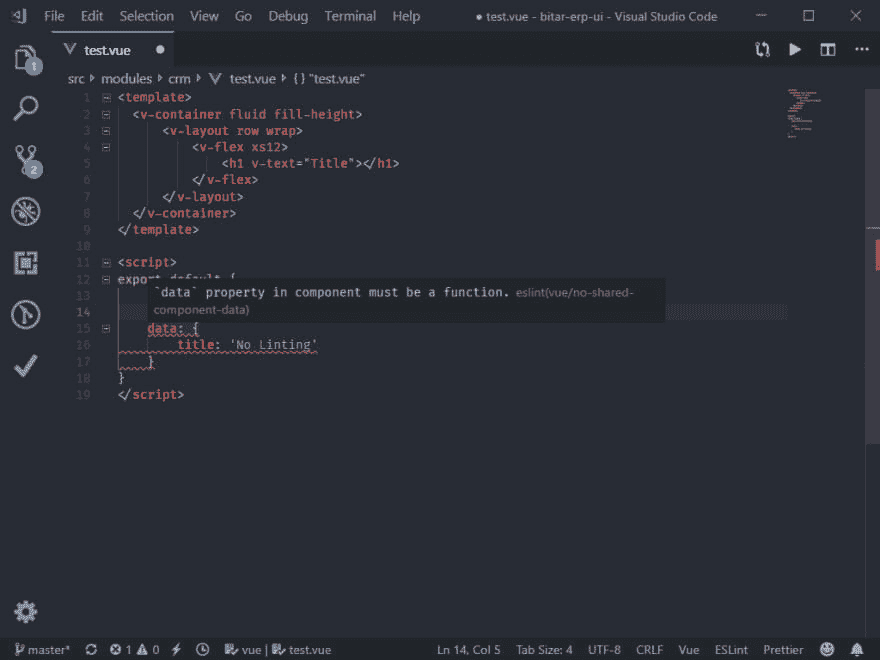 File Edit Selection View Go Debug Terminal Help ● test.vue - bitar-erp-ui - Visual Studio Code
test.vue
src modules crm test.vue {} "test.vue"
1 <template>
2 <v-container fluid fill-height>
3 <v-layout row wrap>
4 <v-flex xs12>
5 <h1 v-text="Title"></h1>
6 </v-flex>
7 </v-layout>
8 </v-container>
9 </template>
10
11 <script>
12 export default {
13 `data` property in component must be a function. eslint(vue/no-shared-
14 component-data)
15 data: {
16 title: 'No Linting'
17 }
18 }
19 </script>
1
2
master* 1 0 vue | test.vue Ln 14, Col 5 Tab Size: 4 UTF-8 CRLF Vue ESLint Prettier